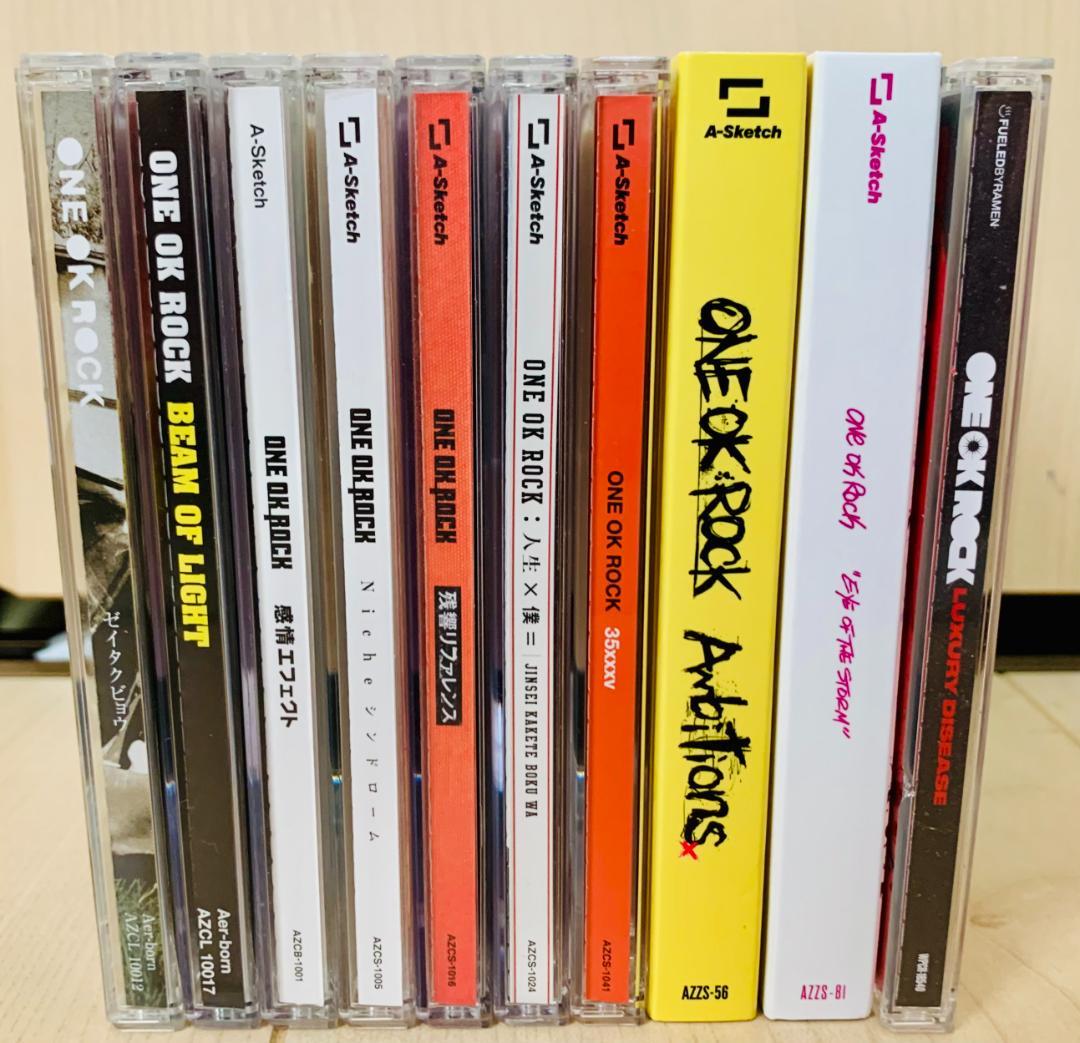 ONE OK ROCK
ゼイタクビョウ
Aer-born
AZCL 10012
ONE OK ROCK BEAM OF LIGHT
Aer-born
AZCL 10017
A-Sketch
ONE OK ROCK 感情エフェクト
AZCB-1001
A-Sketch
ONE OK ROCK Nicheシンドローム
AZCS-1005
A-Sketch
ONE OK ROCK 残響リファレンス
AZCS-1016
A-Sketch
ONE OK ROCK : 人生×僕= JINSEI KAKETE BOKU WA
AZCS-1024
A-Sketch
ONE OK ROCK 35xxxv
AZCS-1041
A-Sketch
ONE OK ROCK Ambitions
AZZS-56
A-Sketch
ONE OK ROCK "EYE OF THE STORM"
AZZS-81
FUELEDBYRAMEN
ONE OK ROCK LUXURY DISEASE